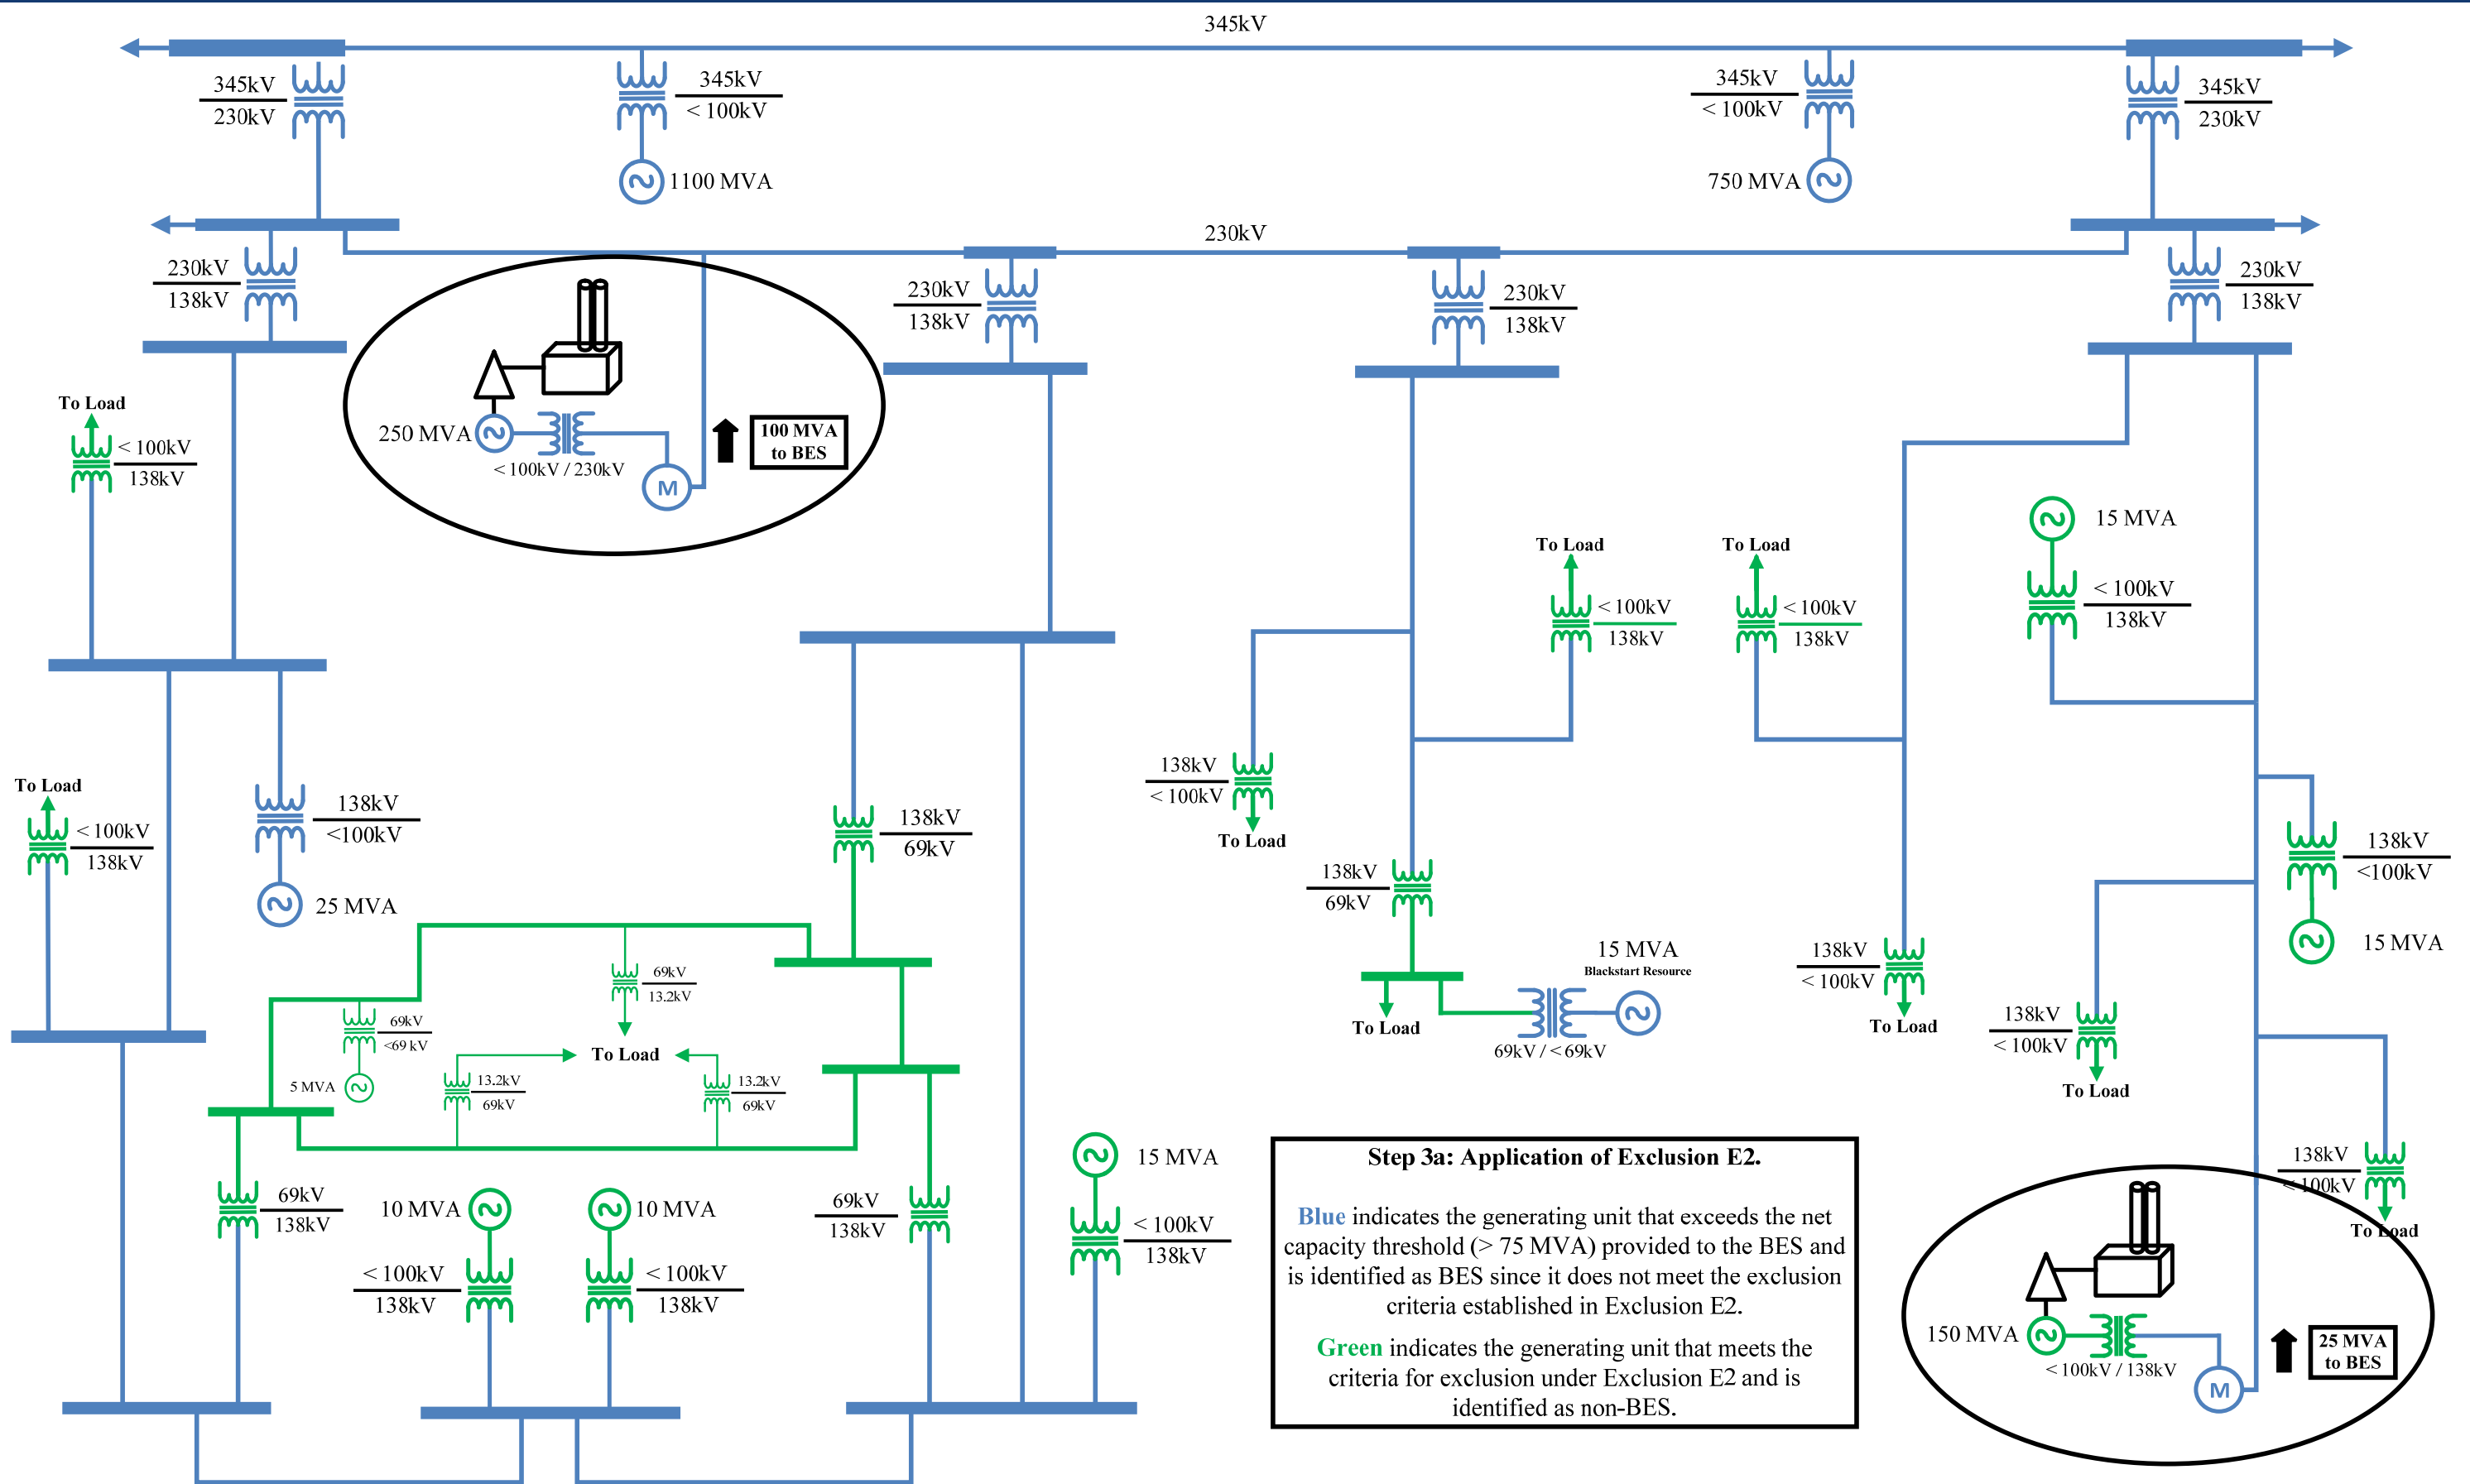 345kV
345kV
230kV
345kV
< 100kV
1100 MVA
345kV
< 100kV
750 MVA
345kV
230kV
230kV
230kV
138kV
230kV
138kV
230kV
138kV
230kV
138kV
250 MVA
< 100kV / 230kV
M
100 MVA
to BES
To Load
< 100kV
138kV
To Load
< 100kV
138kV
To Load
< 100kV
138kV
15 MVA
< 100kV
138kV
To Load
< 100kV
138kV
138kV
<100kV
25 MVA
138kV
69kV
138kV
< 100kV
To Load
138kV
69kV
138kV
<100kV
15 MVA
15 MVA
Blackstart Resource
To Load
69kV / < 69kV
138kV
< 100kV
To Load
138kV
< 100kV
To Load
69kV
13.2kV
69kV
<69 kV
5 MVA
To Load
13.2kV
69kV
13.2kV
69kV
69kV
138kV
10 MVA
< 100kV
138kV
10 MVA
< 100kV
138kV
69kV
138kV
15 MVA
< 100kV
138kV
138kV
< 100kV
To Load
Step 3a: Application of Exclusion E2.
Blue indicates the generating unit that exceeds the net
capacity threshold (> 75 MVA) provided to the BES and
is identified as BES since it does not meet the exclusion
criteria established in Exclusion E2.
Green indicates the generating unit that meets the
criteria for exclusion under Exclusion E2 and is
identified as non-BES.
150 MVA
< 100kV / 138kV
M
25 MVA
to BES